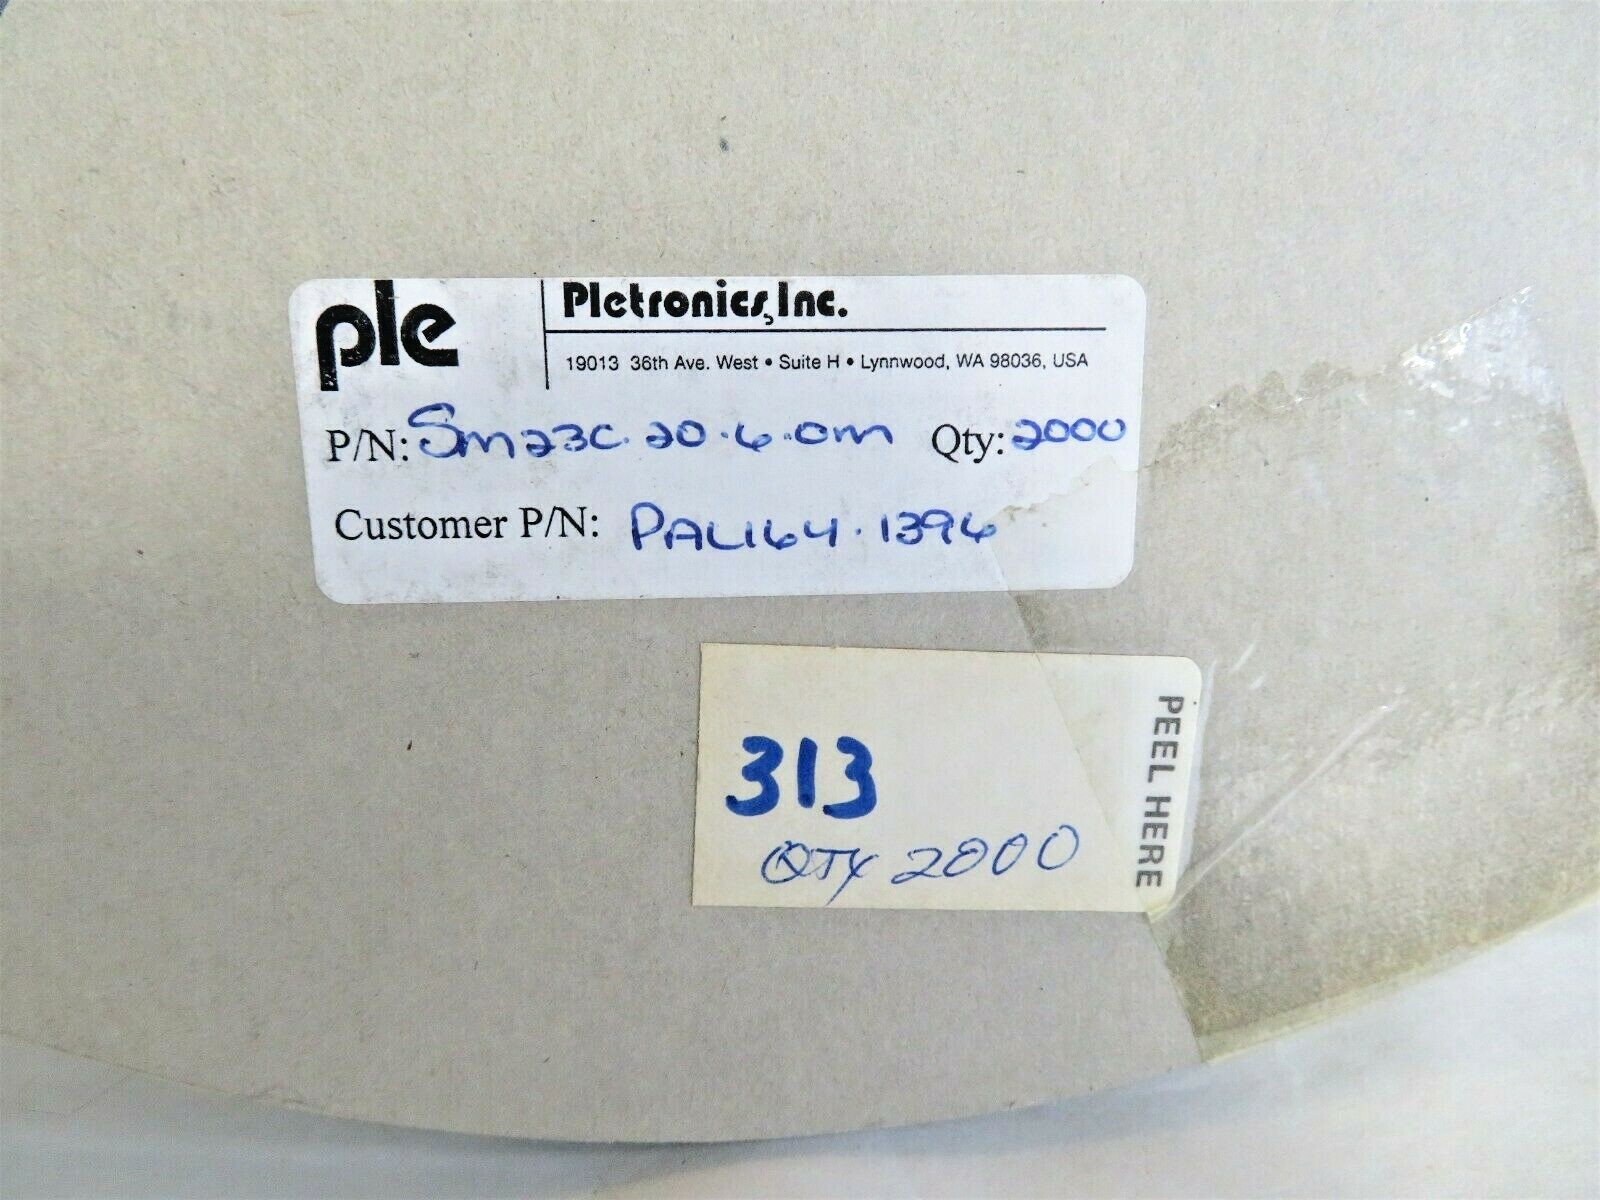 ple
Pletronics, Inc.
19013 36th Ave. West • Suite H • Lynnwood, WA 98036, USA
P/N: Sm23C.20.6.0m Qty: 2000
Customer P/N: PAL164.1396
313
QTY 2000
PEEL HERE